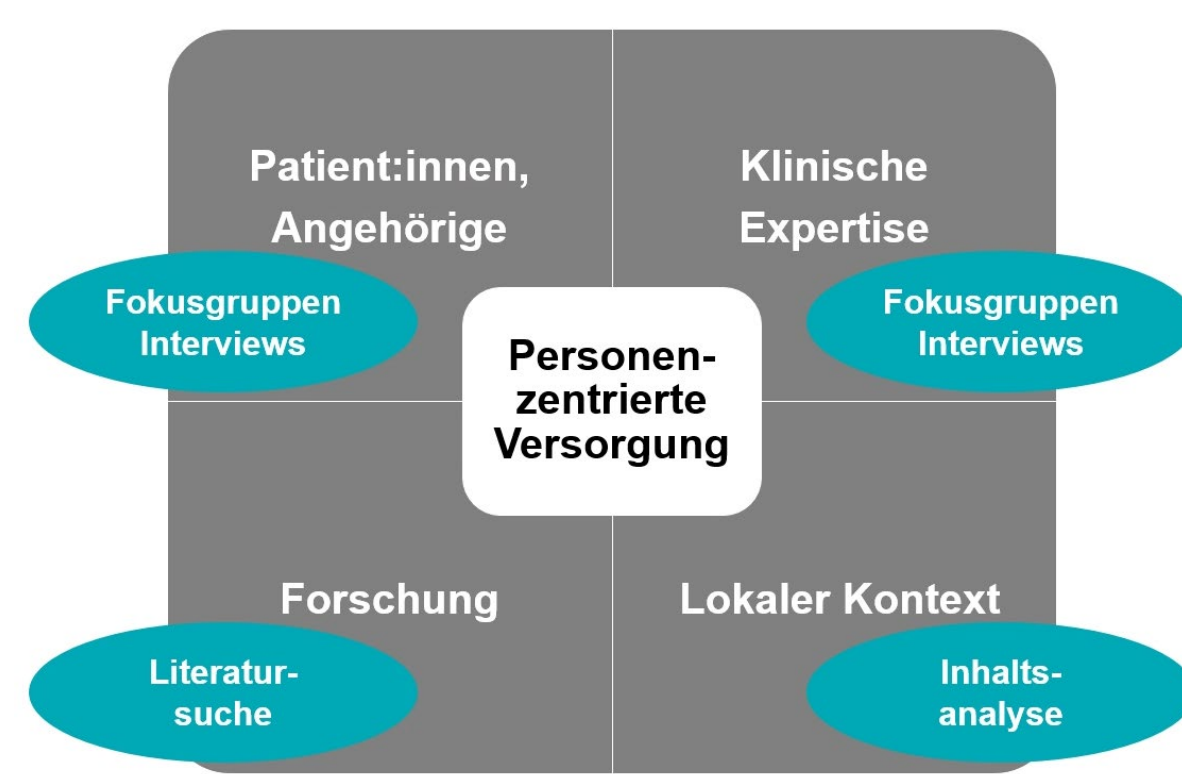 Patient:innen,
Angehörige
Klinische
Expertise
Fokusgruppen
Interviews
Fokusgruppen
Interviews
Personen-
zentrierte
Versorgung
Forschung
Lokaler Kontext
Literatur-
suche
Inhalts-
analyse